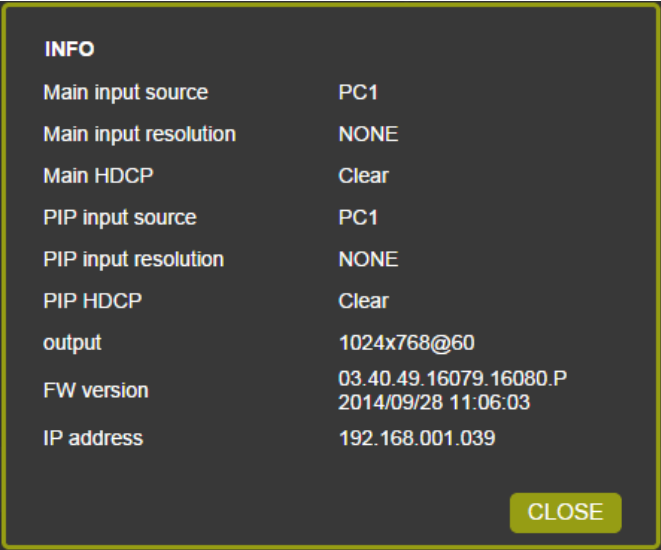 INFO
Main input source PC1
Main input resolution NONE
Main HDCP Clear
PIP input source PC1
PIP input resolution NONE
PIP HDCP Clear
output 1024x768@60
FW version 03.40.49.16079.16080.P
2014/09/28 11:06:03
IP address 192.168.001.039
CLOSE